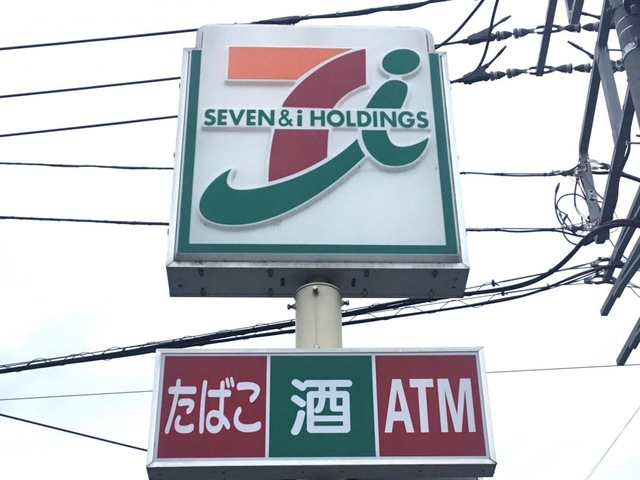 SEVEN & i HOLDINGS
たばこ 酒 ATM